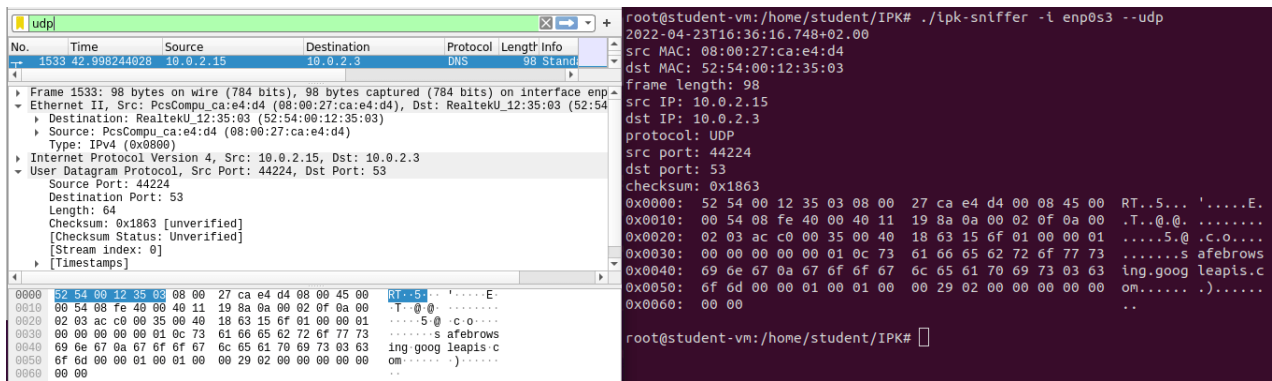 udp
No. Time Source Destination Protocol Length Info
1533 42.998244028 10.0.2.15 10.0.2.3 DNS 98 Standa
Frame 1533: 98 bytes on wire (784 bits), 98 bytes captured (784 bits) on interface enp
Ethernet II, Src: PcsCompu_ca:e4:d4 (08:00:27:ca:e4:d4), Dst: RealtekU_12:35:03 (52:54
Destination: RealtekU_12:35:03 (52:54:00:12:35:03)
Source: PcsCompu_ca:e4:d4 (08:00:27:ca:e4:d4)
Type: IPv4 (0x0800)
Internet Protocol Version 4, Src: 10.0.2.15, Dst: 10.0.2.3
User Datagram Protocol, Src Port: 44224, Dst Port: 53
Source Port: 44224
Destination Port: 53
Length: 64
Checksum: 0x1863 [unverified]
[Checksum Status: Unverified]
[Stream index: 0]
[Timestamps]
0000 52 54 00 12 35 03 08 00 27 ca e4 d4 08 00 45 00 RT··5··· '·····E·
0010 00 54 08 fe 40 00 40 11 19 8a 0a 00 02 0f 0a 00 ·T··@·@· ········
0020 02 03 ac c0 00 35 00 40 18 63 15 6f 01 00 00 01 ·····5·@ ·c·o····
0030 00 00 00 00 00 01 0c 73 61 66 65 62 72 6f 77 73 ·······s afebrows
0040 69 6e 67 0a 67 6f 6f 67 6c 65 61 70 69 73 03 63 ing·goog leapis·c
0050 6f 6d 00 00 01 00 01 00 00 29 02 00 00 00 00 00 om······ ·)······
0060 00 00 ··
root@student-vm:/home/student/IPK# ./ipk-sniffer -i enp0s3 --udp
2022-04-23T16:36:16.748+02.00
src MAC: 08:00:27:ca:e4:d4
dst MAC: 52:54:00:12:35:03
frame length: 98
src IP: 10.0.2.15
dst IP: 10.0.2.3
protocol: UDP
src port: 44224
dst port: 53
checksum: 0x1863
0x0000: 52 54 00 12 35 03 08 00 27 ca e4 d4 00 08 45 00 RT..5... '.....E.
0x0010: 00 54 08 fe 40 00 40 11 19 8a 0a 00 02 0f 0a 00 .T..@.@. ........
0x0020: 02 03 ac c0 00 35 00 40 18 63 15 6f 01 00 00 01 .....5.@ .c.o....
0x0030: 00 00 00 00 00 01 0c 73 61 66 65 62 72 6f 77 73 .......s afebrows
0x0040: 69 6e 67 0a 67 6f 6f 67 6c 65 61 70 69 73 03 63 ing.goog leapis.c
0x0050: 6f 6d 00 00 01 00 01 00 00 29 02 00 00 00 00 00 om...... .)......
0x0060: 00 00 ..
root@student-vm:/home/student/IPK#